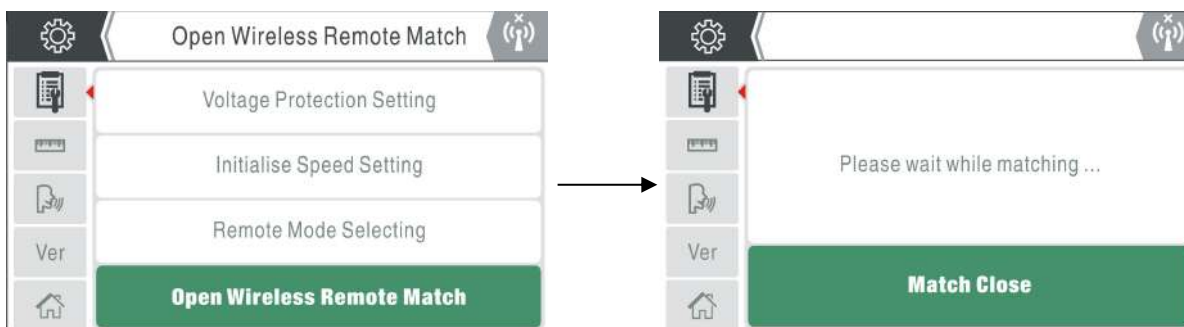 Open Wireless Remote Match
Voltage Protection Setting
Initialise Speed Setting
Remote Mode Selecting
Ver
Open Wireless Remote Match
Please wait while matching ...
Ver
Match Close